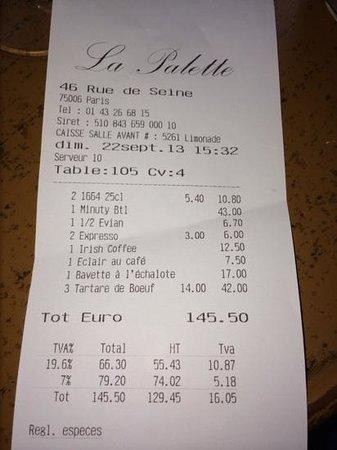 La Palette
46 Rue de Seine
75006 Paris
Tel : 01 43 26 68 15
Siret : 510 843 659 000 10
CAISSE SALLE AVANT # : 5261 Limonade
dim. 22sept.13 15:32
Serveur 10
Table:105 Cv:4
2 1664 25cl 5.40 10.80
1 Minuty Btl 43.00
1 1/2 Evian 6.70
2 Expresso 3.00 6.00
1 Irish Coffee 12.50
1 Eclair au café 7.50
1 Bavette à l'échalote 17.00
3 Tartare de Boeuf 14.00 42.00
Tot Euro 145.50
TVA% Total HT Tva
19.6% 66.30 55.43 10.87
7% 79.20 74.02 5.18
Tot 145.50 129.45 16.05
Regl. especes